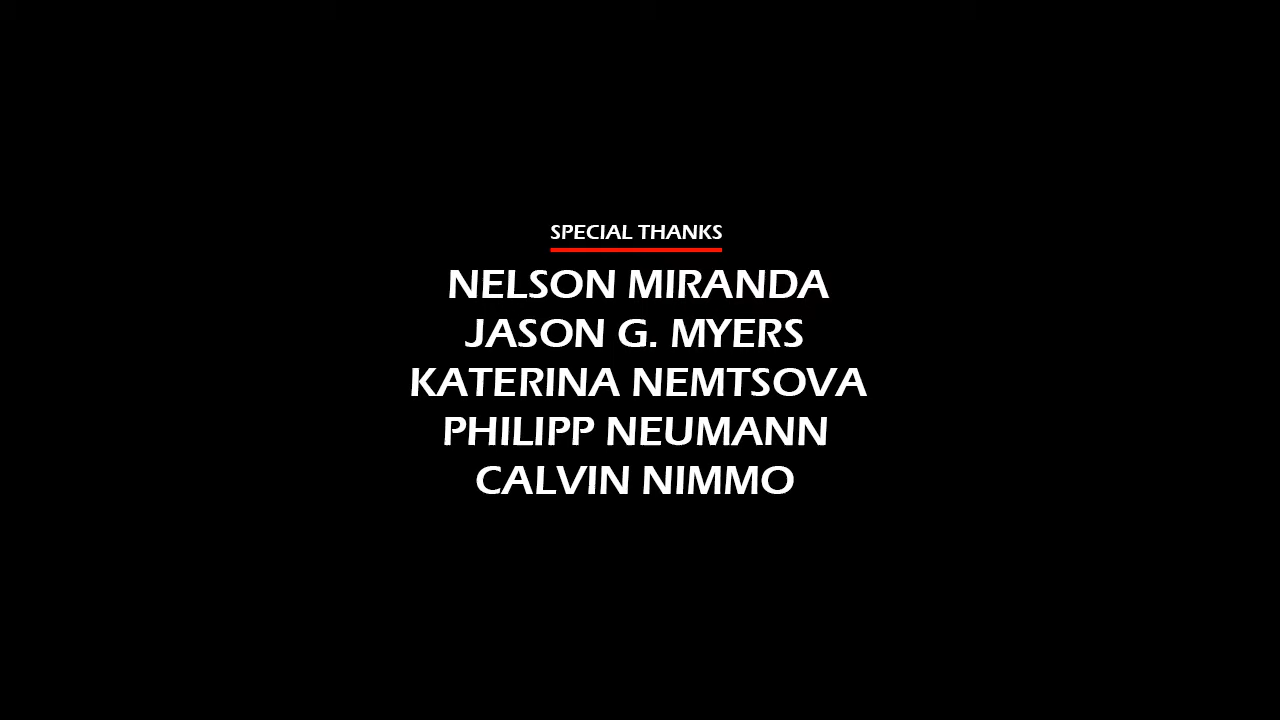 SPECIAL THANKS
NELSON MIRANDA
JASON G. MYERS
KATERINA NEMTSOVA
PHILIPP NEUMANN
CALVIN NIMMO